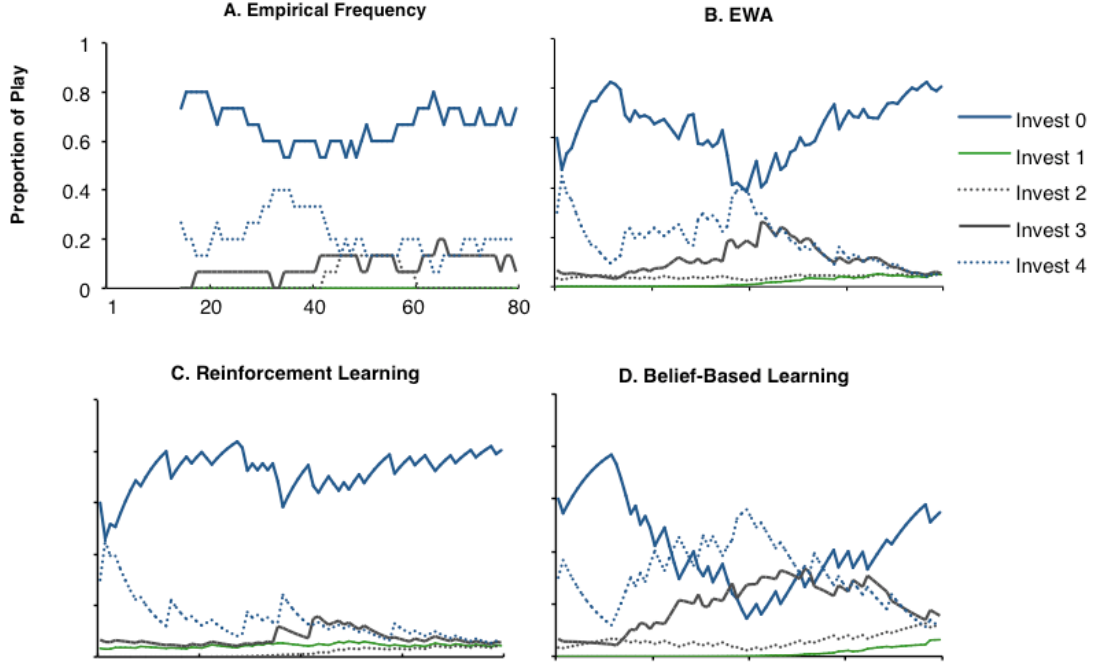 A. Empirical Frequency
B. EWA
Proportion of Play
1
0.8
0.6
0.4
0.2
0
1
20
40
60
80
Invest 0
Invest 1
Invest 2
Invest 3
Invest 4
C. Reinforcement Learning
D. Belief-Based Learning